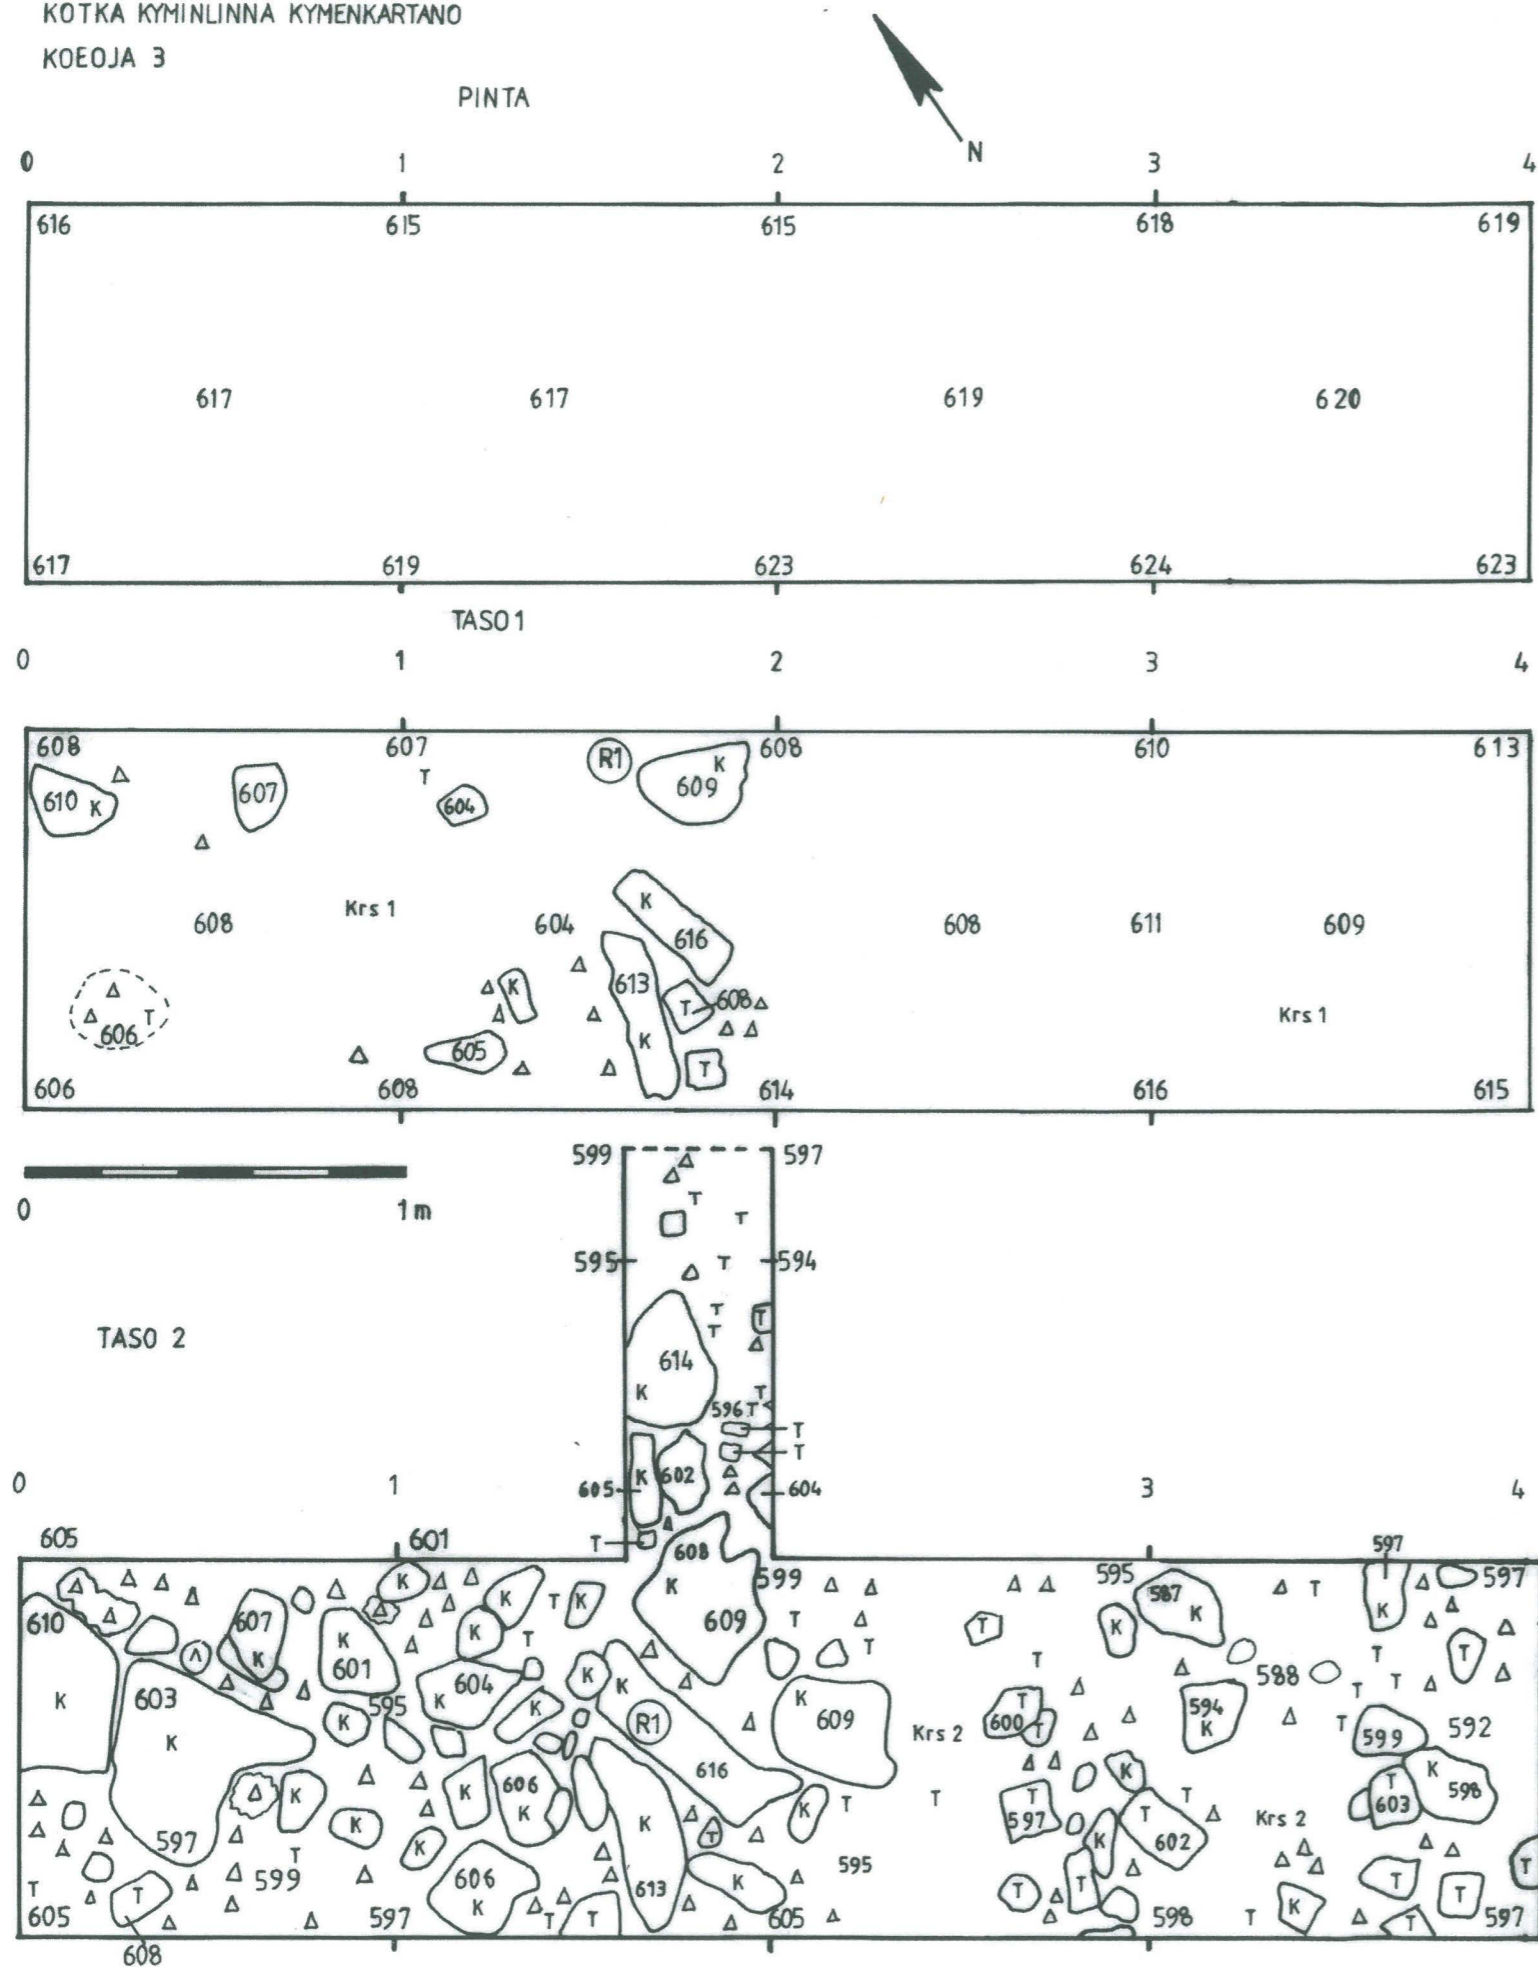 KOTKA KYMINLINNA KYMENKARTANO
KOEOJA 3
PINTA
N
0 1 2 3 4
616 615 615 618 619
617 617 619 620
617 619 623 624 623
TASO 1
0 1 2 3 4
608 607 R1 608 610 613
T K
610 K 607 604 609
K
608 Krs 1 604 616 608 611 609
613
K T 608
606 T Krs 1
605 K T
606 608 614 616 615
599 597
0 1 m
T
T
595 T 594
T T
T
TASO 2
614
K T
596 T
T
T
0 1 K 602 3 4
605 604
T
605 601 608 597
K 599 595 587 597
K K T K K T K
610 607 609 T T K
K K T T T
K 601 K 604 T 588 T
K 603 595 K K K T 594 T T
K R1 K 609 Krs 2 600 T K T 599 592
K 616
K K 606 K T T K T K
K K T T 597 T 603 598
597 K K T K 602 Krs 2
T 599 606 K 595 T T
T T K 613 K T T T
605 597 T T 605 598 T K T 597
608